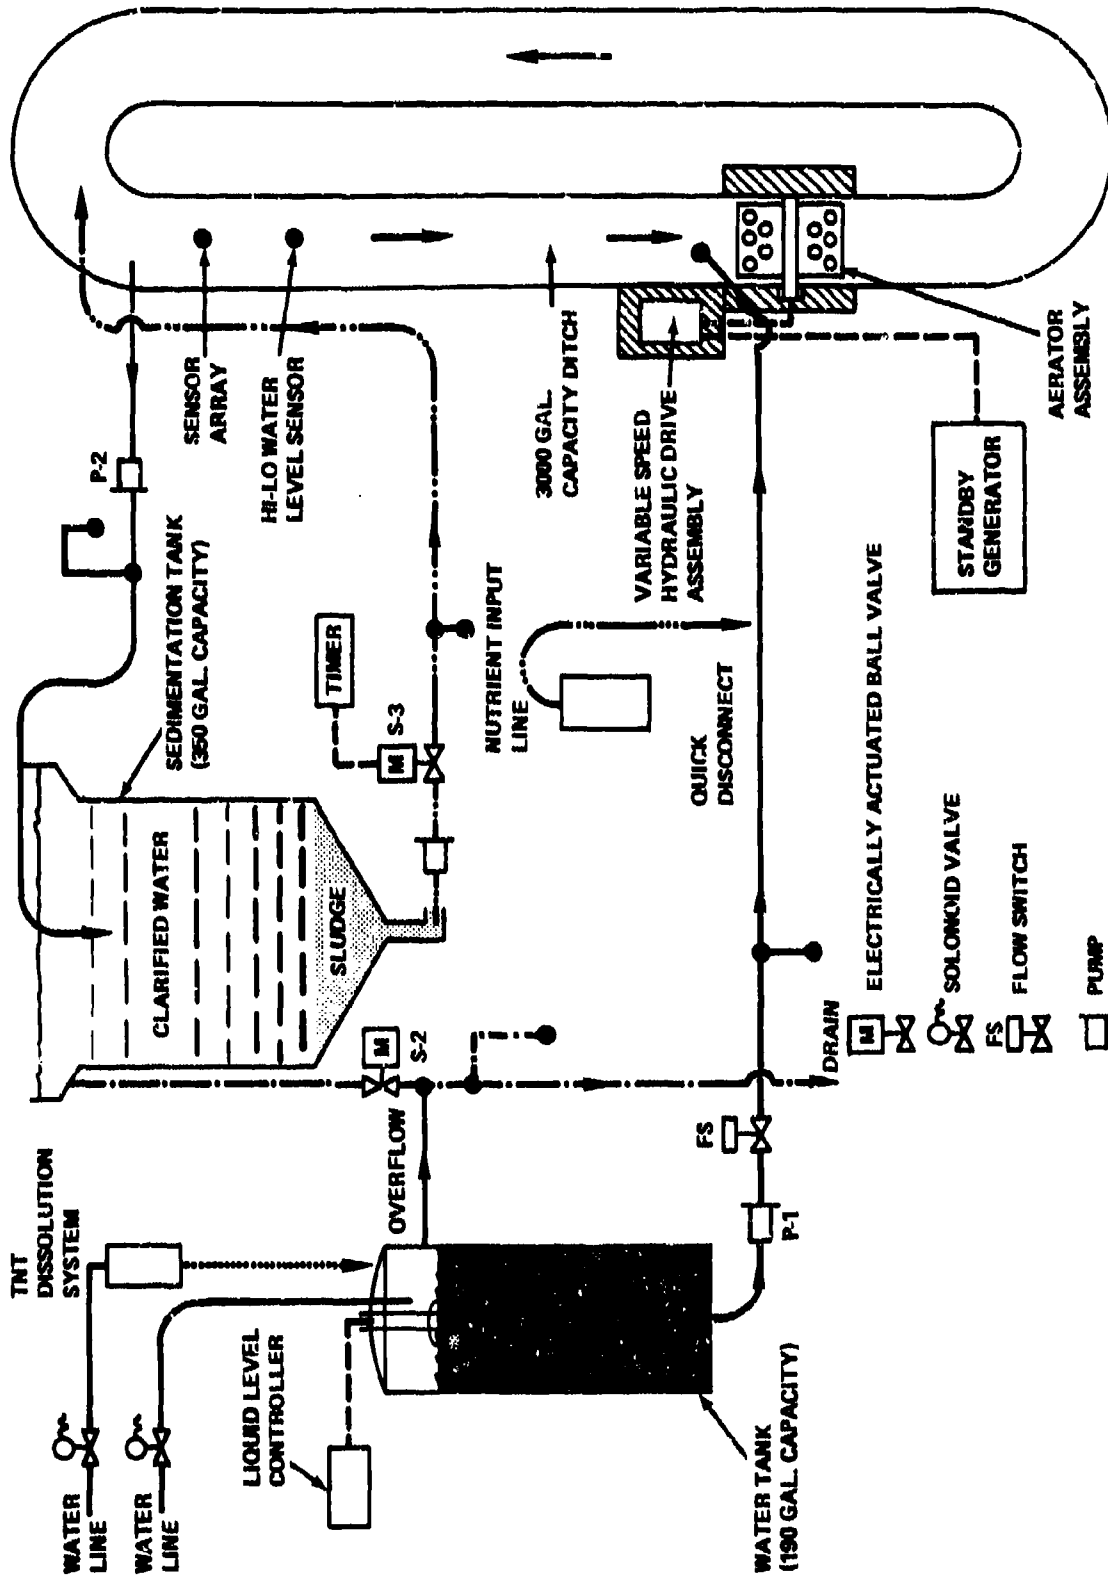 WATER
LINE
WATER
LINE
TNT
DISSOLUTION
SYSTEM
LIQUID LEVEL
CONTROLLER
WATER TANK
(190 GAL. CAPACITY)
OVERFLOW
P-1
FS
M
S-2
DRAIN
CLARIFIED WATER
SLUDGE
SEDIMENTATION TANK
(350 GAL. CAPACITY)
P-2
TIMER
M
S-3
NUTRIENT INPUT
LINE
QUICK
DISCONNECT
SENSOR
ARRAY
HI-LO WATER
LEVEL SENSOR
3000 GAL.
CAPACITY DITCH
VARIABLE SPEED
HYDRAULIC DRIVE
ASSEMBLY
STANDBY
GENERATOR
AERATOR
ASSEMBLY
M
ELECTRICALLY ACTUATED BALL VALVE
SOLONOID VALVE
FS
FLOW SWITCH
PUMP